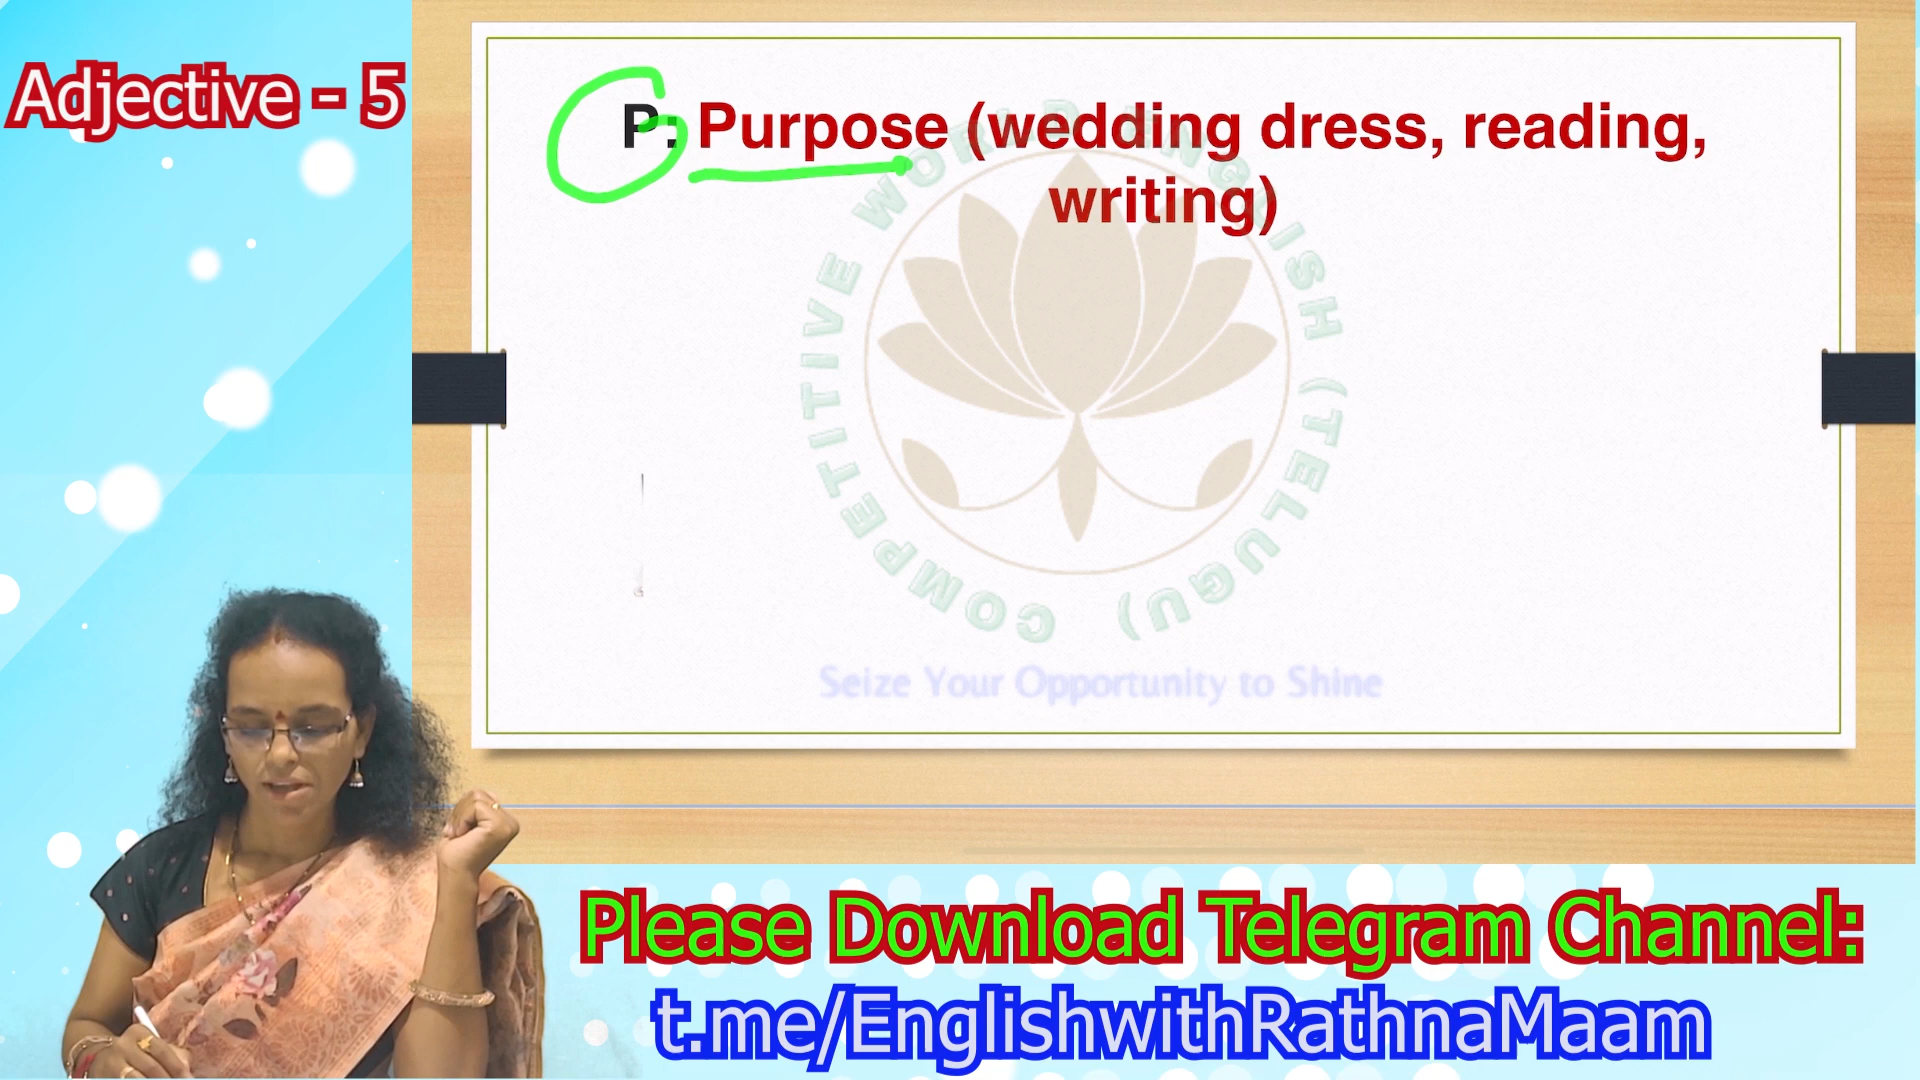 Adjective - 5
P: Purpose (wedding dress, reading,
writing)
COMPETITIVE WORLD ENGLISH (TELUGU)
Seize Your Opportunity to Shine
Please Download Telegram Channel:
t.me/EnglishwithRathnaMaam